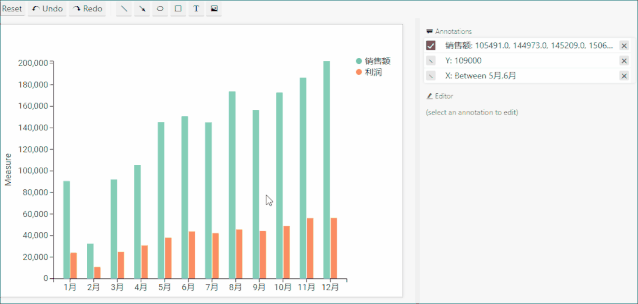 Reset Undo Redo T
Annotations
销售额: 105491.0, 144973.0, 145209.0, 1506...
Y: 109000
X: Between 5月,6月
Editor
(select an annotation to edit)
销售额
利润
Measure
200,000
180,000
160,000
140,000
120,000
100,000
80,000
60,000
40,000
20,000
0
1月 2月 3月 4月 5月 6月 7月 8月 9月 10月 11月 12月